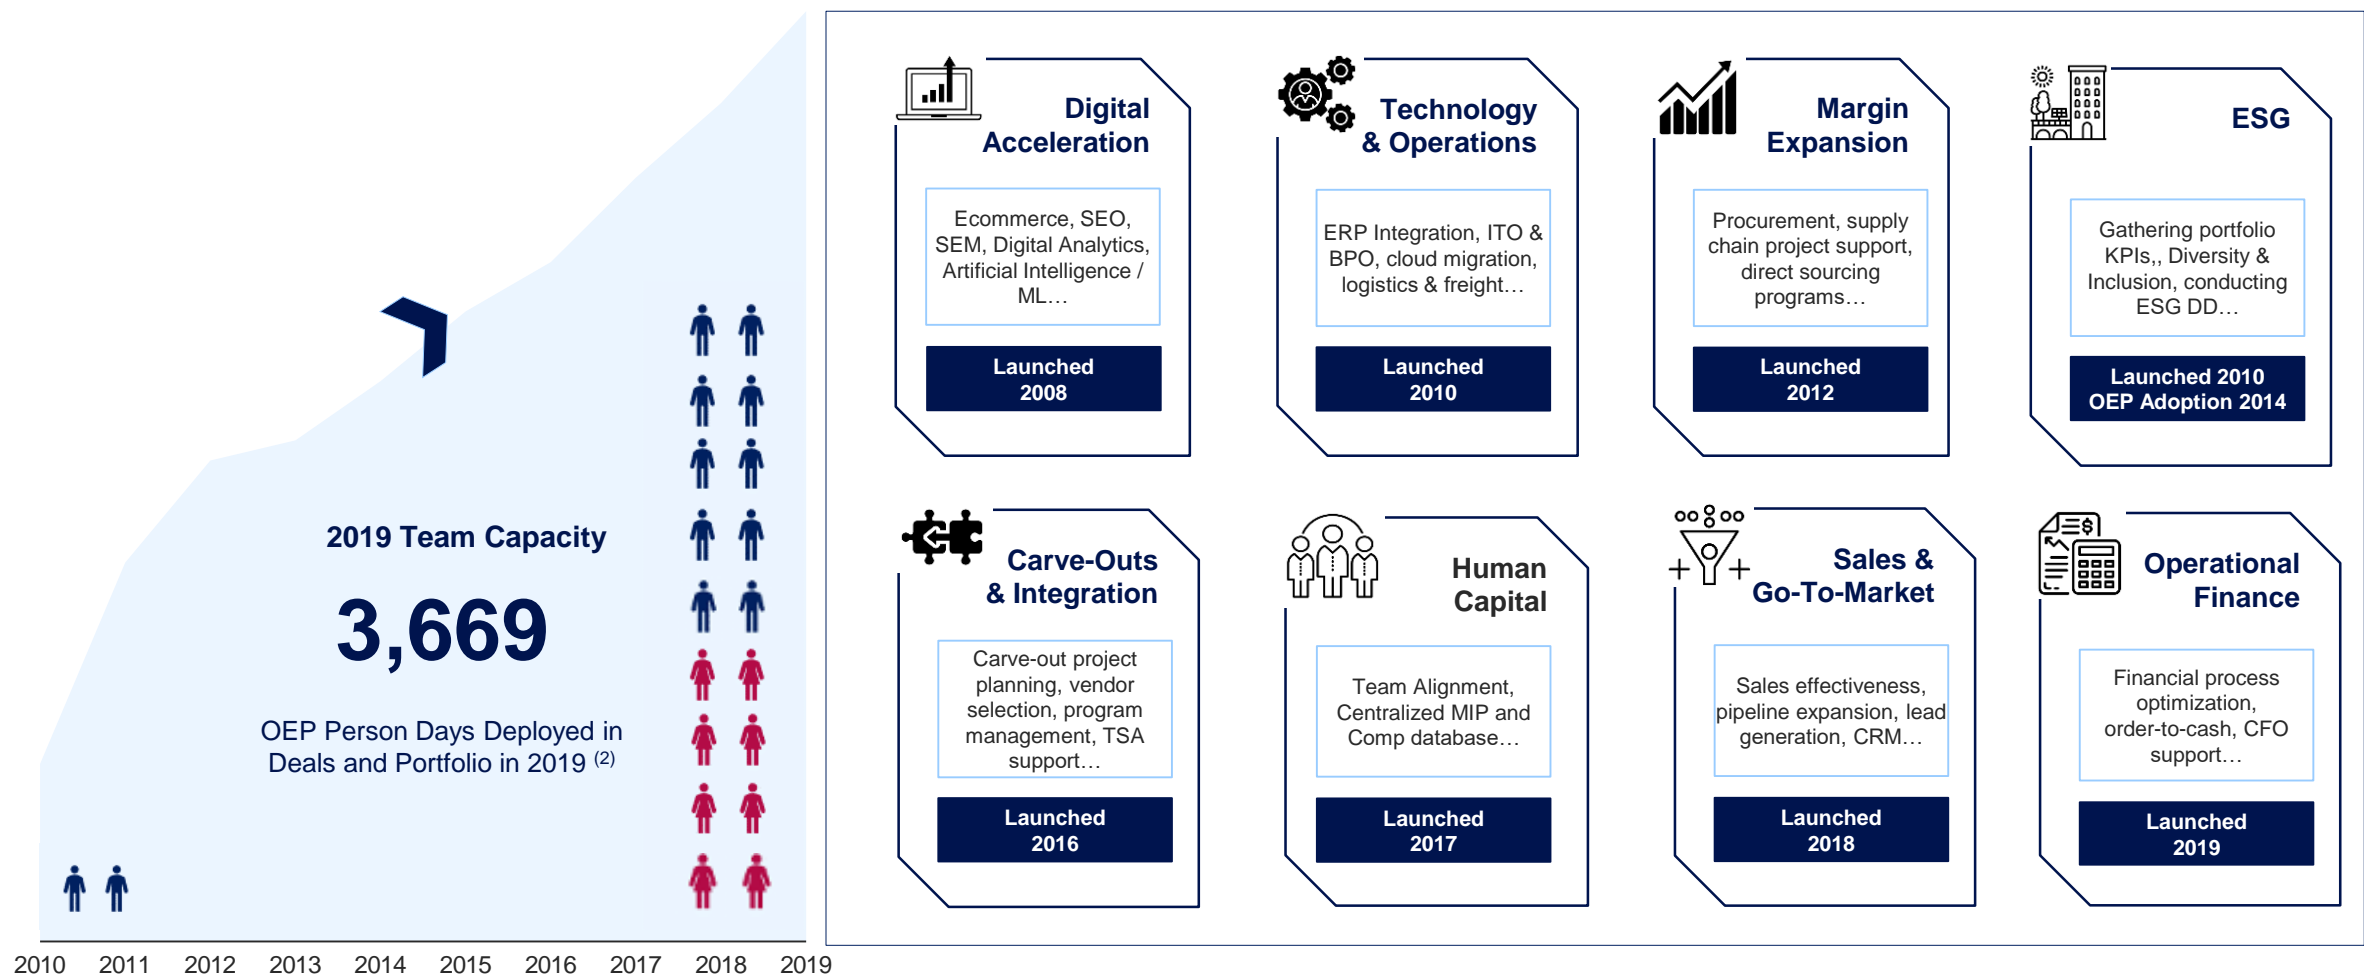 2019 Team Capacity
3,669
OEP Person Days Deployed in
Deals and Portfolio in 2019 (2)
2010 2011 2012 2013 2014 2015 2016 2017 2018 2019
Digital
Acceleration
Ecommerce, SEO,
SEM, Digital Analytics,
Artificial Intelligence /
ML…
Launched
2008
Technology
& Operations
ERP Integration, ITO &
BPO, cloud migration,
logistics & freight…
Launched
2010
Margin
Expansion
Procurement, supply
chain project support,
direct sourcing
programs…
Launched
2012
ESG
Gathering portfolio
KPIs,, Diversity &
Inclusion, conducting
ESG DD…
Launched 2010
OEP Adoption 2014
Carve-Outs
& Integration
Carve-out project
planning, vendor
selection, program
management, TSA
support…
Launched
2016
Human
Capital
Team Alignment,
Centralized MIP and
Comp database…
Launched
2017
Sales &
Go-To-Market
Sales effectiveness,
pipeline expansion, lead
generation, CRM…
Launched
2018
$
Operational
Finance
Financial process
optimization,
order-to-cash, CFO
support…
Launched
2019